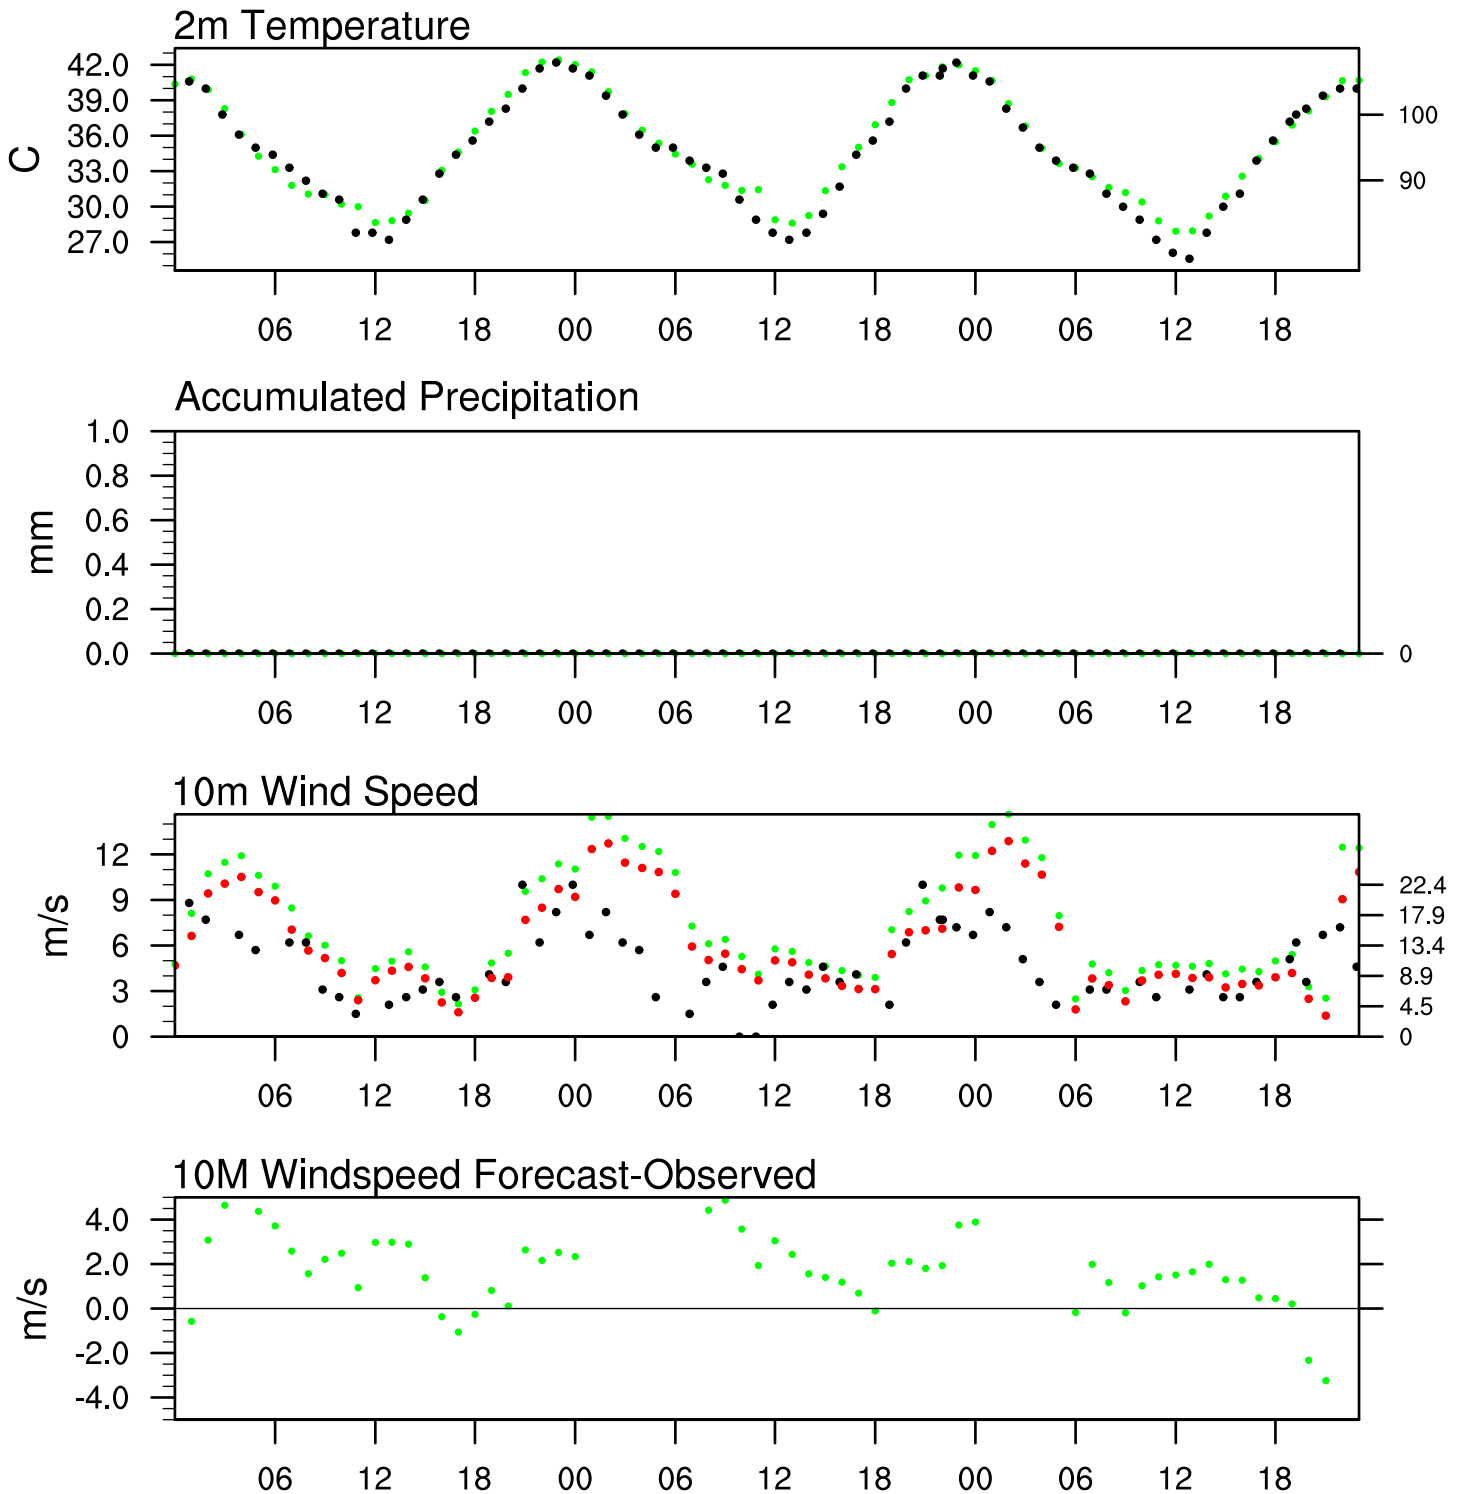 2m Temperature
42.0
39.0
36.0
33.0
30.0
27.0
C
100
90
06 12 18 00 06 12 18 00 06 12 18
Accumulated Precipitation
1.0
0.8
0.6
0.4
0.2
0.0
mm
0
06 12 18 00 06 12 18 00 06 12 18
10m Wind Speed
12
9
6
3
0
m/s
22.4
17.9
13.4
8.9
4.5
0
06 12 18 00 06 12 18 00 06 12 18
10M Windspeed Forecast-Observed
4.0
2.0
0.0
-2.0
-4.0
m/s
06 12 18 00 06 12 18 00 06 12 18